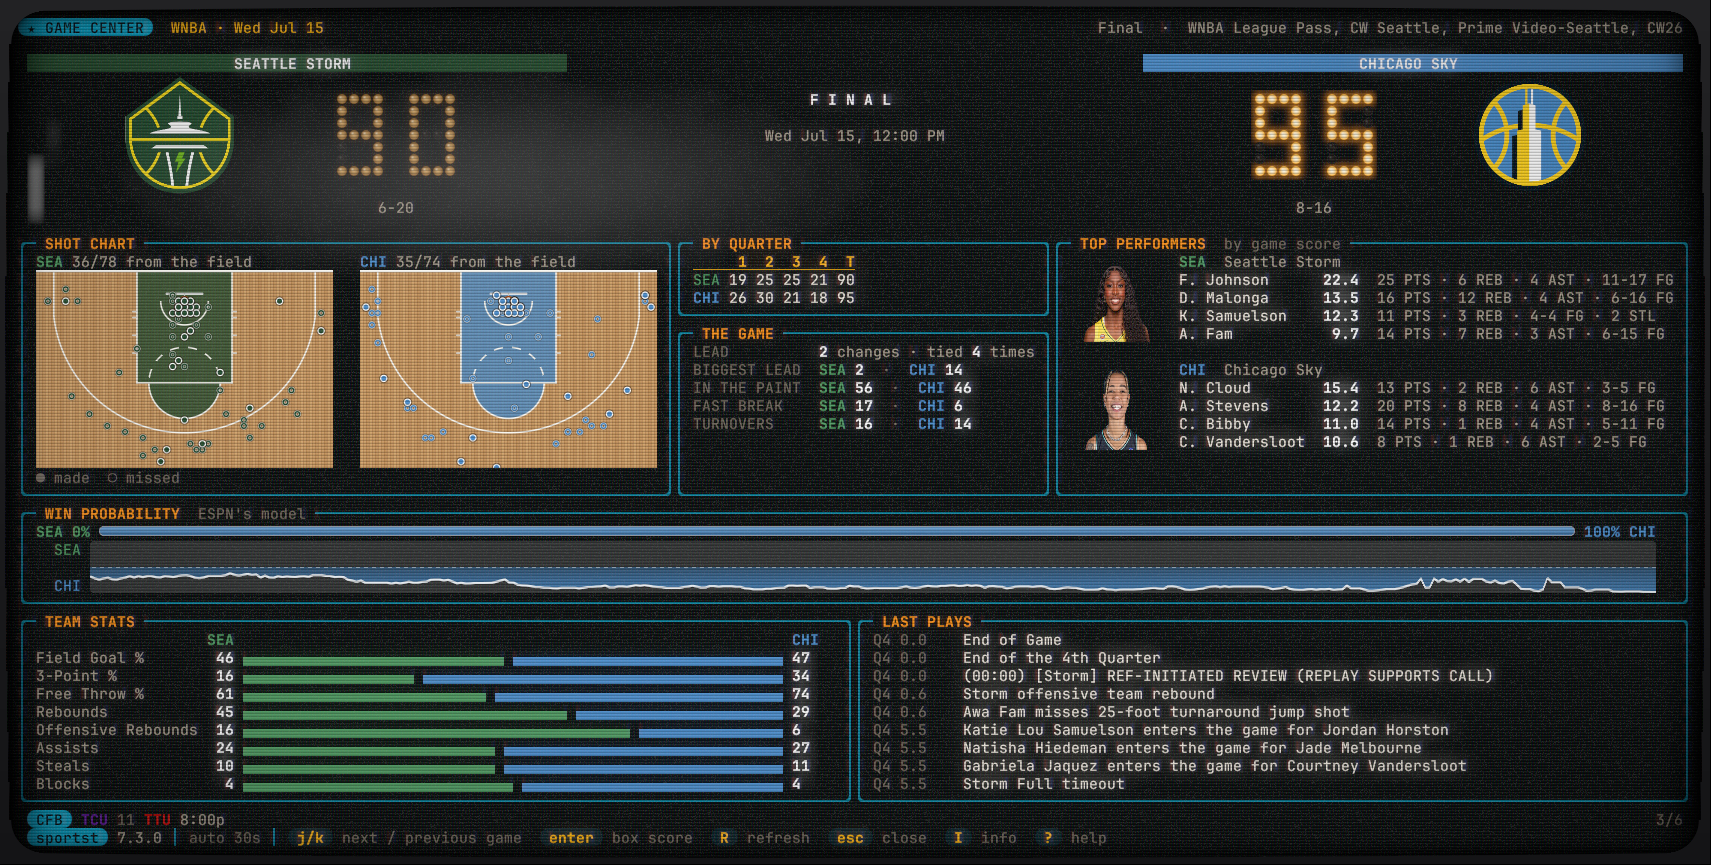 ★ GAME CENTER WNBA · Wed Jul 15
Final · WNBA League Pass, CW Seattle, Prime Video-Seattle, CW26
SEATTLE STORM
CHICAGO SKY
90
FINAL
95
Wed Jul 15, 12:00 PM
6-20
8-16
SHOT CHART
SEA 36/78 from the field
CHI 35/74 from the field
● made ○ missed
BY QUARTER
1 2 3 4 T
SEA 19 25 25 21 90
CHI 26 30 21 18 95
THE GAME
LEAD 2 changes · tied 4 times
BIGGEST LEAD SEA 2 · CHI 14
IN THE PAINT SEA 56 · CHI 46
FAST BREAK SEA 17 · CHI 6
TURNOVERS SEA 16 · CHI 14
TOP PERFORMERS by game score
SEA Seattle Storm
F. Johnson 22.4 25 PTS · 6 REB · 4 AST · 11-17 FG
D. Malonga 13.5 16 PTS · 12 REB · 4 AST · 6-16 FG
K. Samuelson 12.3 11 PTS · 3 REB · 4-4 FG · 2 STL
A. Fam 9.7 14 PTS · 7 REB · 3 AST · 6-15 FG
CHI Chicago Sky
N. Cloud 15.4 13 PTS · 2 REB · 6 AST · 3-5 FG
A. Stevens 12.2 20 PTS · 8 REB · 4 AST · 8-16 FG
C. Bibby 11.0 14 PTS · 1 REB · 4 AST · 5-11 FG
C. Vandersloot 10.6 8 PTS · 1 REB · 6 AST · 2-5 FG
WIN PROBABILITY ESPN's model
SEA 0% 100% CHI
SEA
CHI
TEAM STATS
SEA CHI
Field Goal % 46 47
3-Point % 16 34
Free Throw % 61 74
Rebounds 45 29
Offensive Rebounds 16 6
Assists 24 27
Steals 10 11
Blocks 4 4
LAST PLAYS
Q4 0.0 End of Game
Q4 0.0 End of the 4th Quarter
Q4 0.0 (00:00) [Storm] REF-INITIATED REVIEW (REPLAY SUPPORTS CALL)
Q4 0.6 Storm offensive team rebound
Q4 0.6 Awa Fam misses 25-foot turnaround jump shot
Q4 5.5 Katie Lou Samuelson enters the game for Jordan Horston
Q4 5.5 Natisha Hiedeman enters the game for Jade Melbourne
Q4 5.5 Gabriela Jaquez enters the game for Courtney Vandersloot
Q4 5.5 Storm Full timeout
CFB TCU 11 TTU 8:00p
3/6
sportst 7.3.0 | auto 30s | j/k next / previous game enter box score R refresh esc close I info ? help